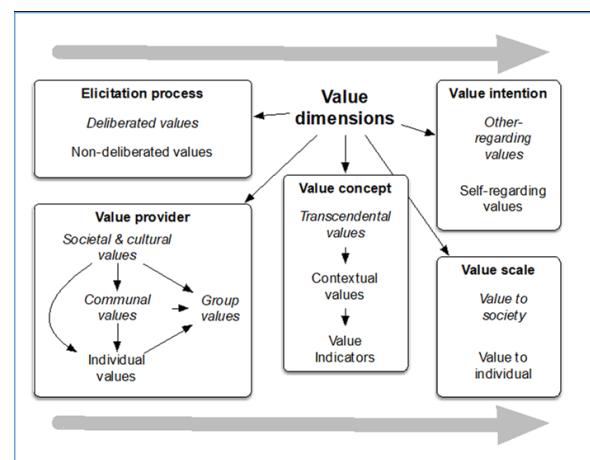 Elicitation process
Deliberated values
Non-deliberated values
Value
dimensions
Value intention
Other-
regarding
values
Self-regarding
values
Value provider
Societal & cultural
values
Communal
values
Group
values
Individual
values
Value concept
Transcendental
values
Contextual
values
Value
Indicators
Value scale
Value to
society
Value to
individual